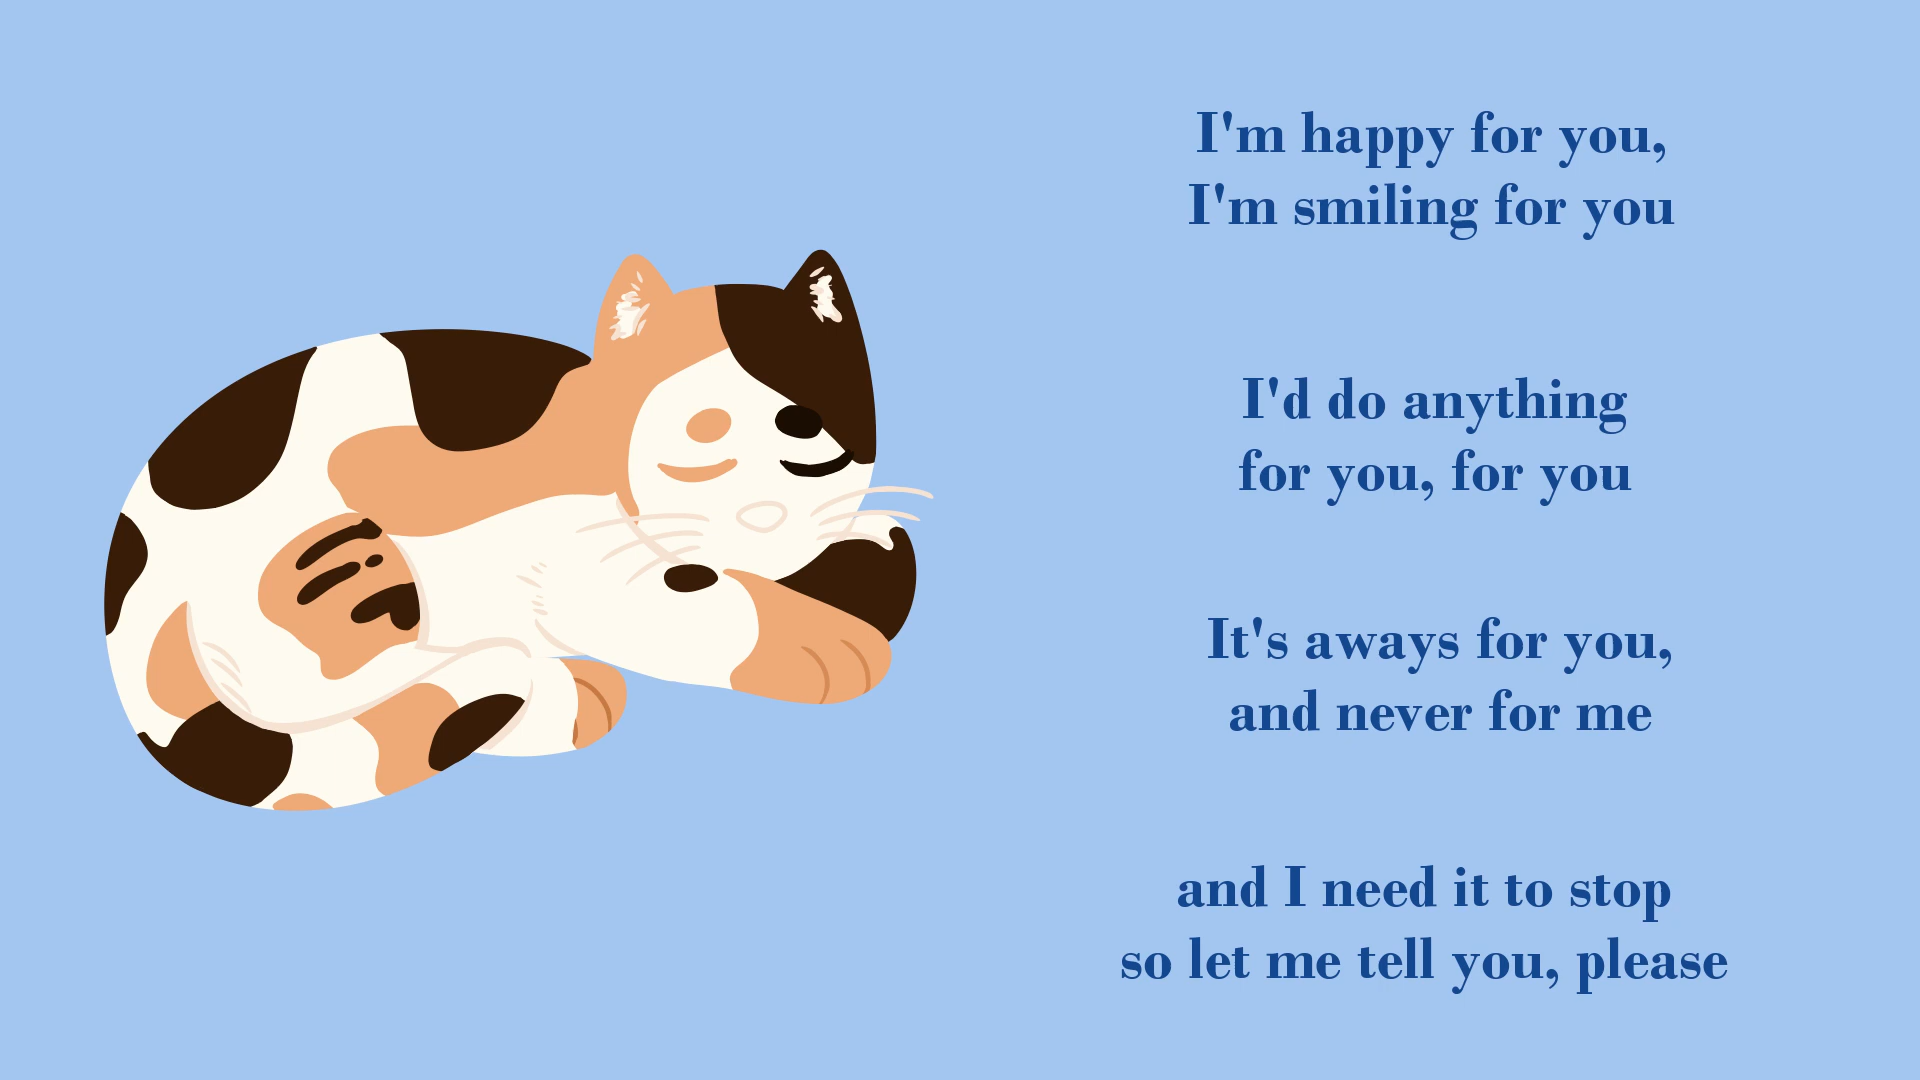 I'm happy for you,
I'm smiling for you
I'd do anything
for you, for you
It's aways for you,
and never for me
and I need it to stop
so let me tell you, please